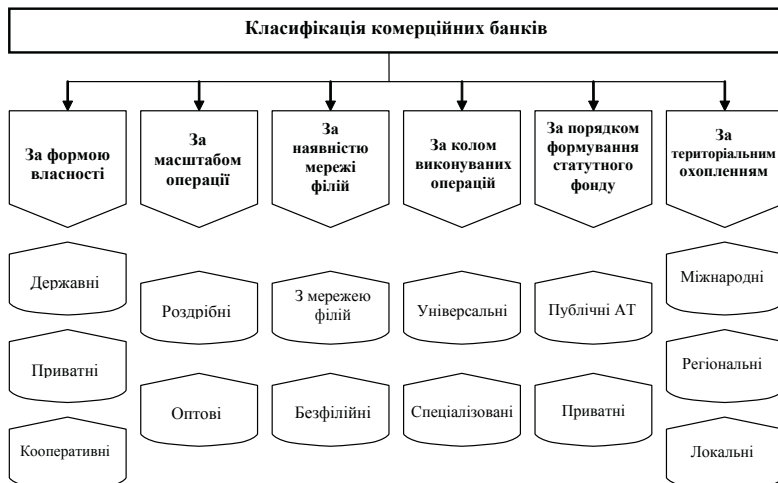 Класифікація комерційних банків
За формою
власності
За
масштабом
операції
За
наявністю
мережі
філій
За колом
виконуваних
операцій
За порядком
формування
статутного
фонду
За
територіальним
охопленням
Державні
Приватні
Кооперативні
Роздрібні
Оптові
З мережею
філій
Безфілійні
Універсальні
Спеціалізовані
Публічні АТ
Приватні
Міжнародні
Регіональні
Локальні